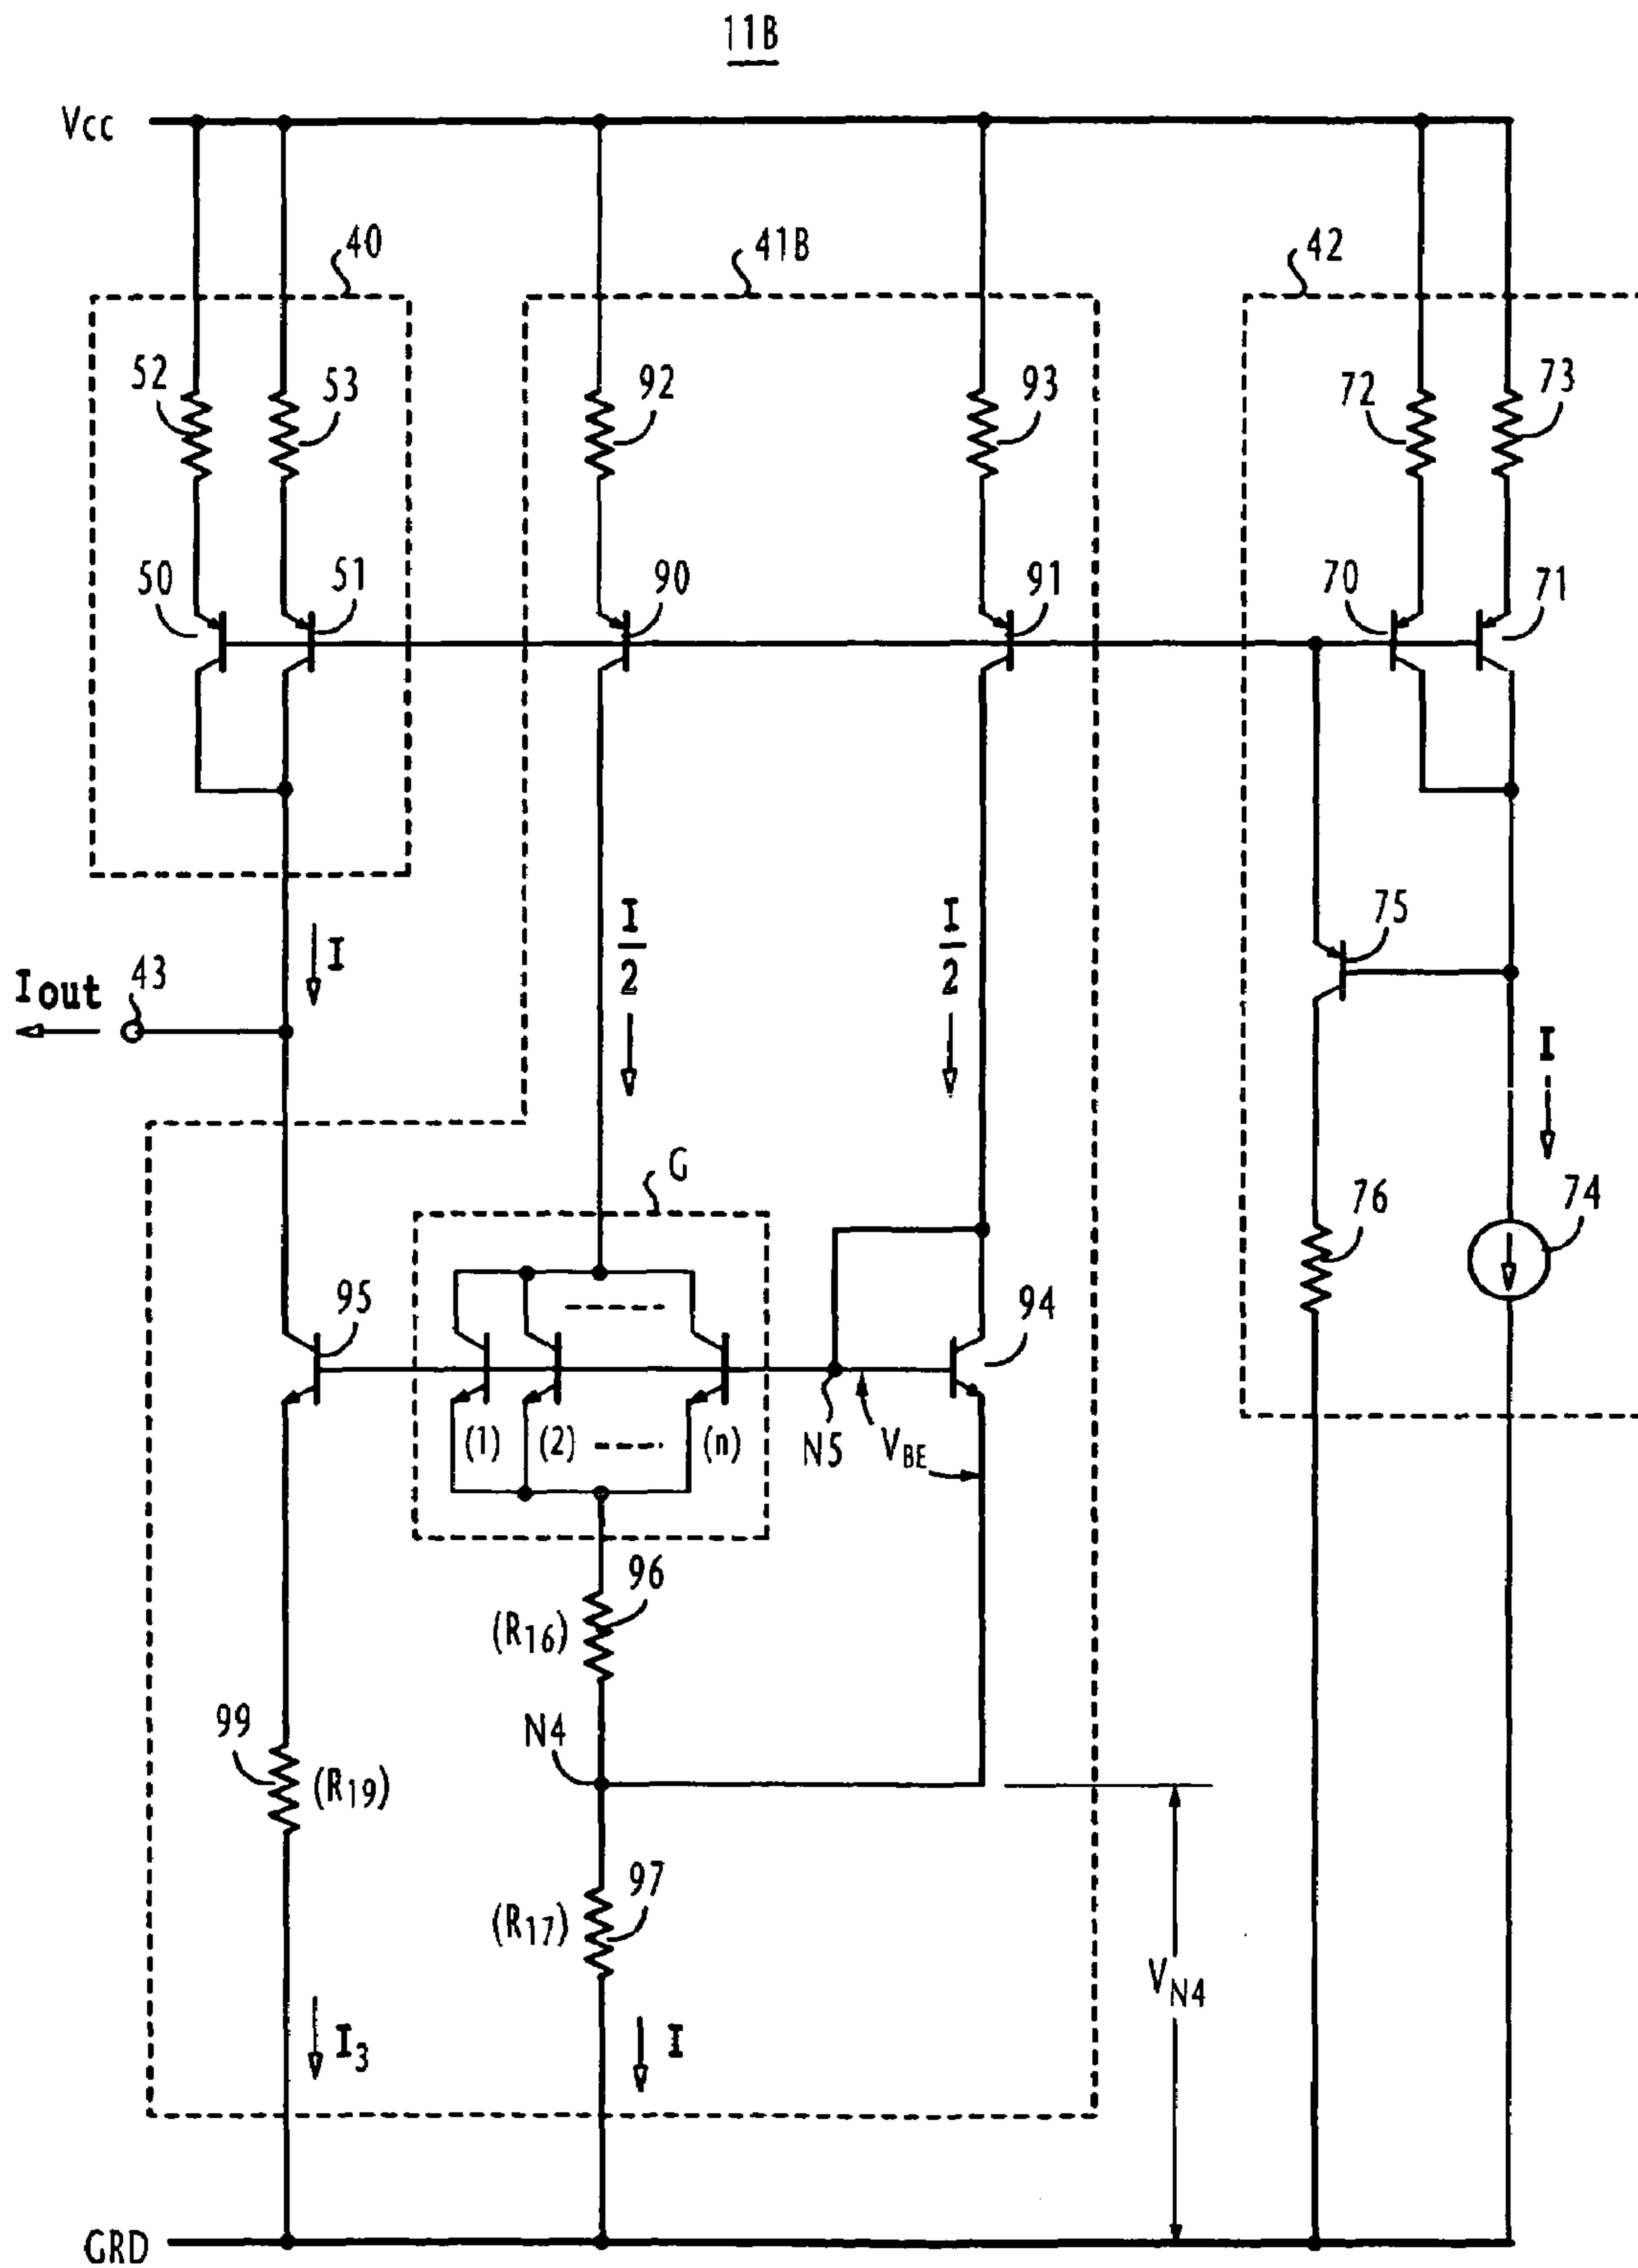 11B
Vcc
40
41B
42
52
53
92
93
72
73
50
51
90
91
70
71
75
I
I/2
I/2
Iout
43
I
G
76
74
95
94
(1)
(2)
(n)
N5
VBE
96
(R16)
N4
99
(R19)
97
(R17)
VN4
I3
I
GRD